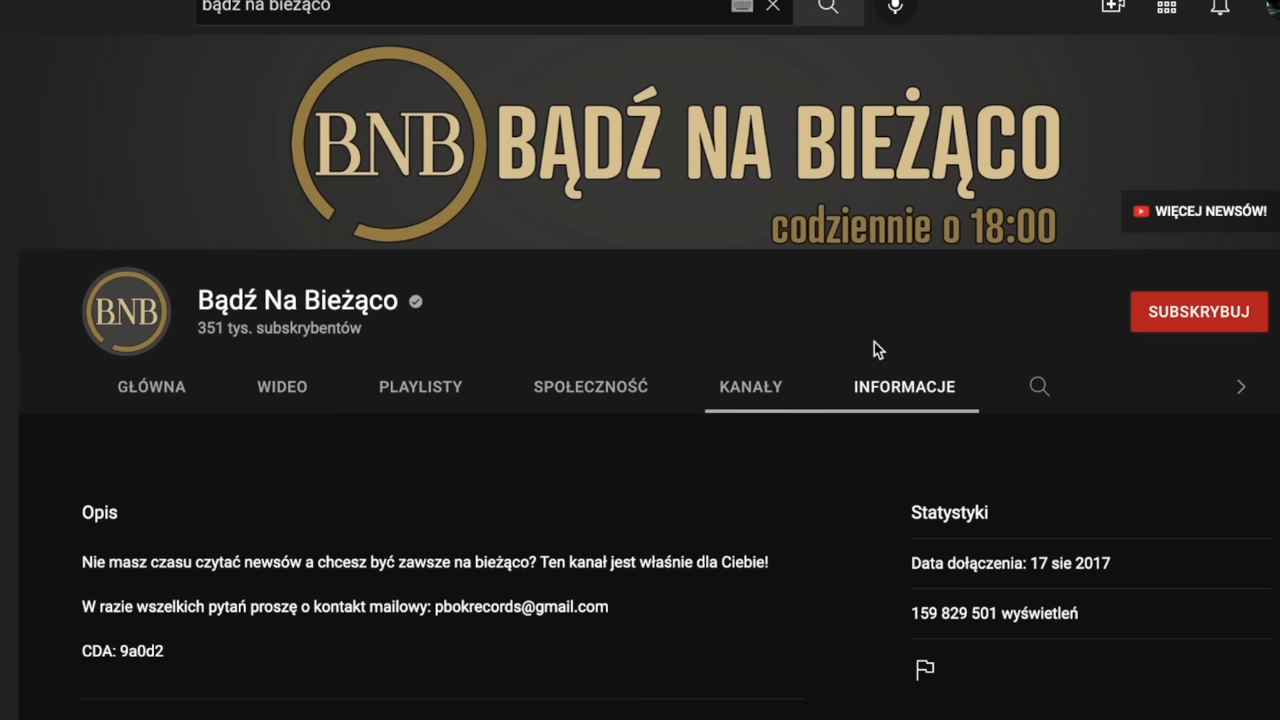 bądź na bieżąco
BNB BĄDŹ NA BIEŻĄCO
codziennie o 18:00
WIĘCEJ NEWSÓW!
BNB
Bądź Na Bieżąco
351 tys. subskrybentów
SUBSKRYBUJ
GŁÓWNA WIDEO PLAYLISTY SPOŁECZNOŚĆ KANAŁY INFORMACJE
Opis
Nie masz czasu czytać newsów a chcesz być zawsze na bieżąco? Ten kanał jest właśnie dla Ciebie!
W razie wszelkich pytań proszę o kontakt mailowy: pbokrecords@gmail.com
CDA: 9a0d2
Statystyki
Data dołączenia: 17 sie 2017
159 829 501 wyświetleń